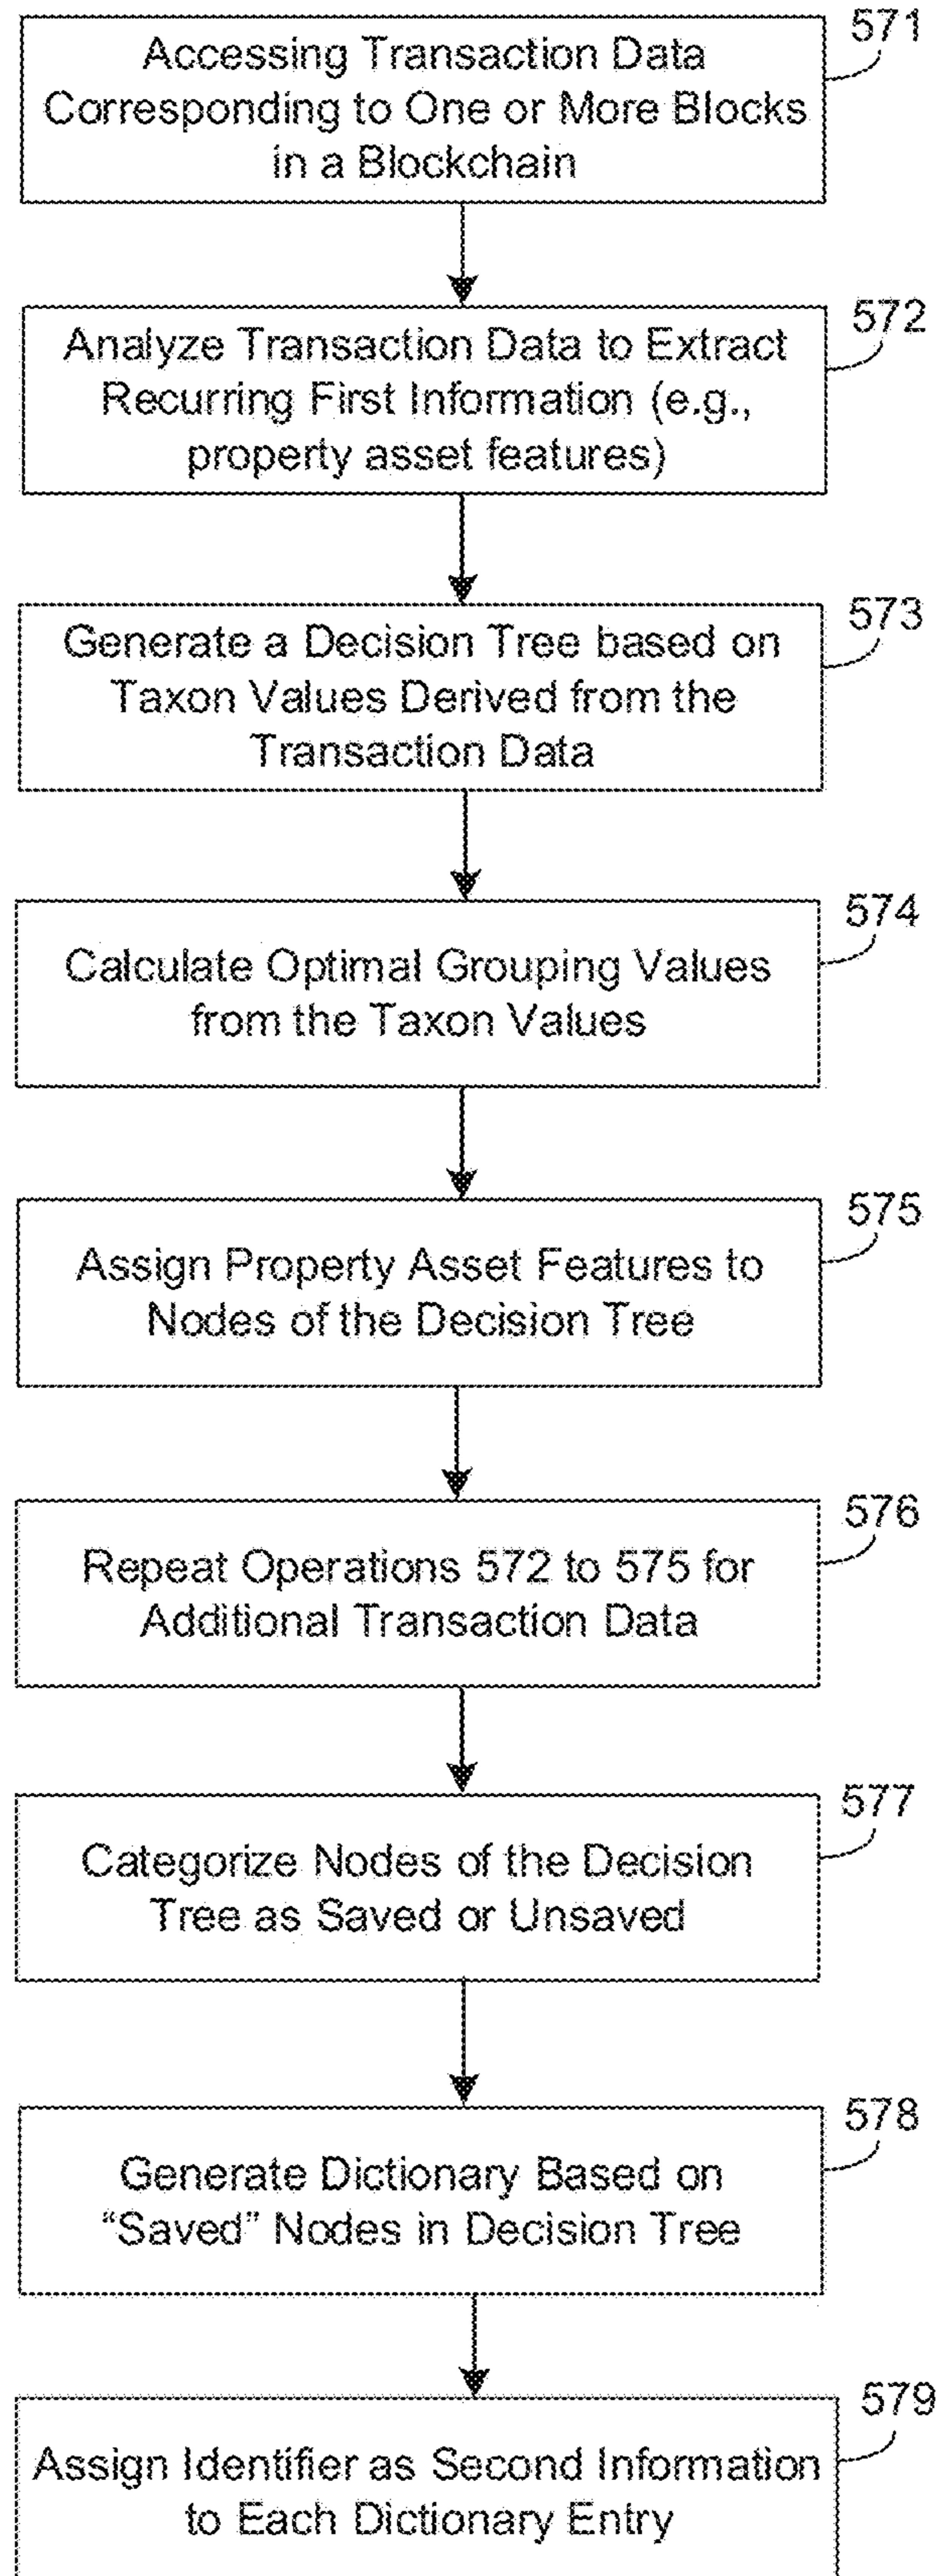 571
Accessing Transaction Data
Corresponding to One or More Blocks
in a Blockchain
572
Analyze Transaction Data to Extract
Recurring First Information (e.g.,
property asset features)
573
Generate a Decision Tree based on
Taxon Values Derived from the
Transaction Data
574
Calculate Optimal Grouping Values
from the Taxon Values
575
Assign Property Asset Features to
Nodes of the Decision Tree
576
Repeat Operations 572 to 575 for
Additional Transaction Data
577
Categorize Nodes of the Decision
Tree as Saved or Unsaved
578
Generate Dictionary Based on
“Saved” Nodes in Decision Tree
579
Assign Identifier as Second Information
to Each Dictionary Entry